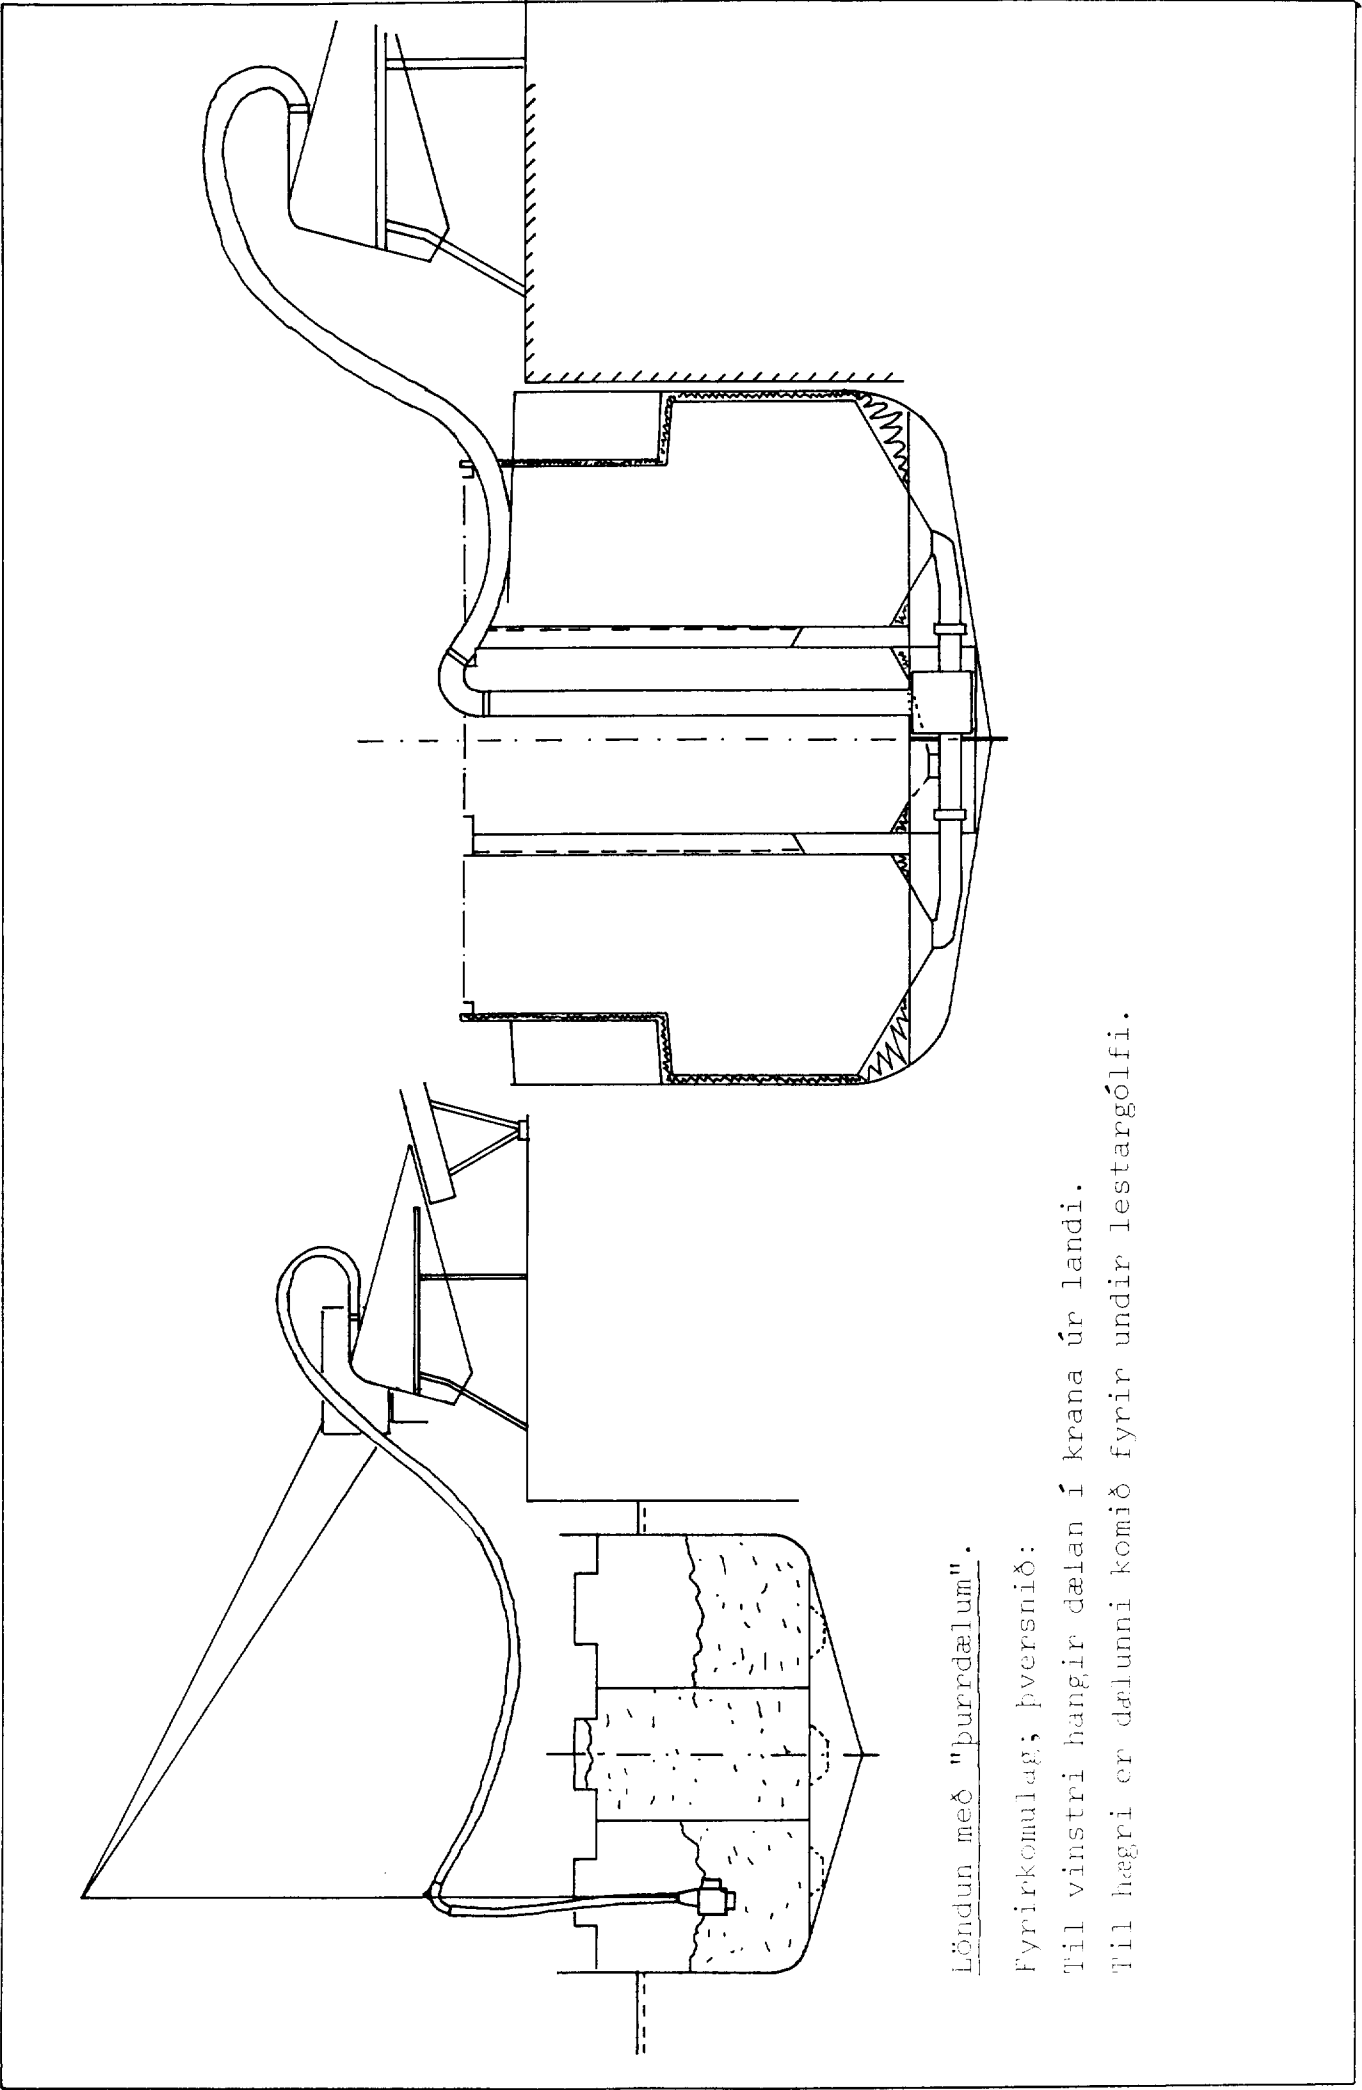 Löndun með "þurrdælum".
Fyrirkomulag; þversnið:
Til vinstri hangir dælan í krana úr landi.
Til hægri er dælunni komið fyrir undir lestargólfi.